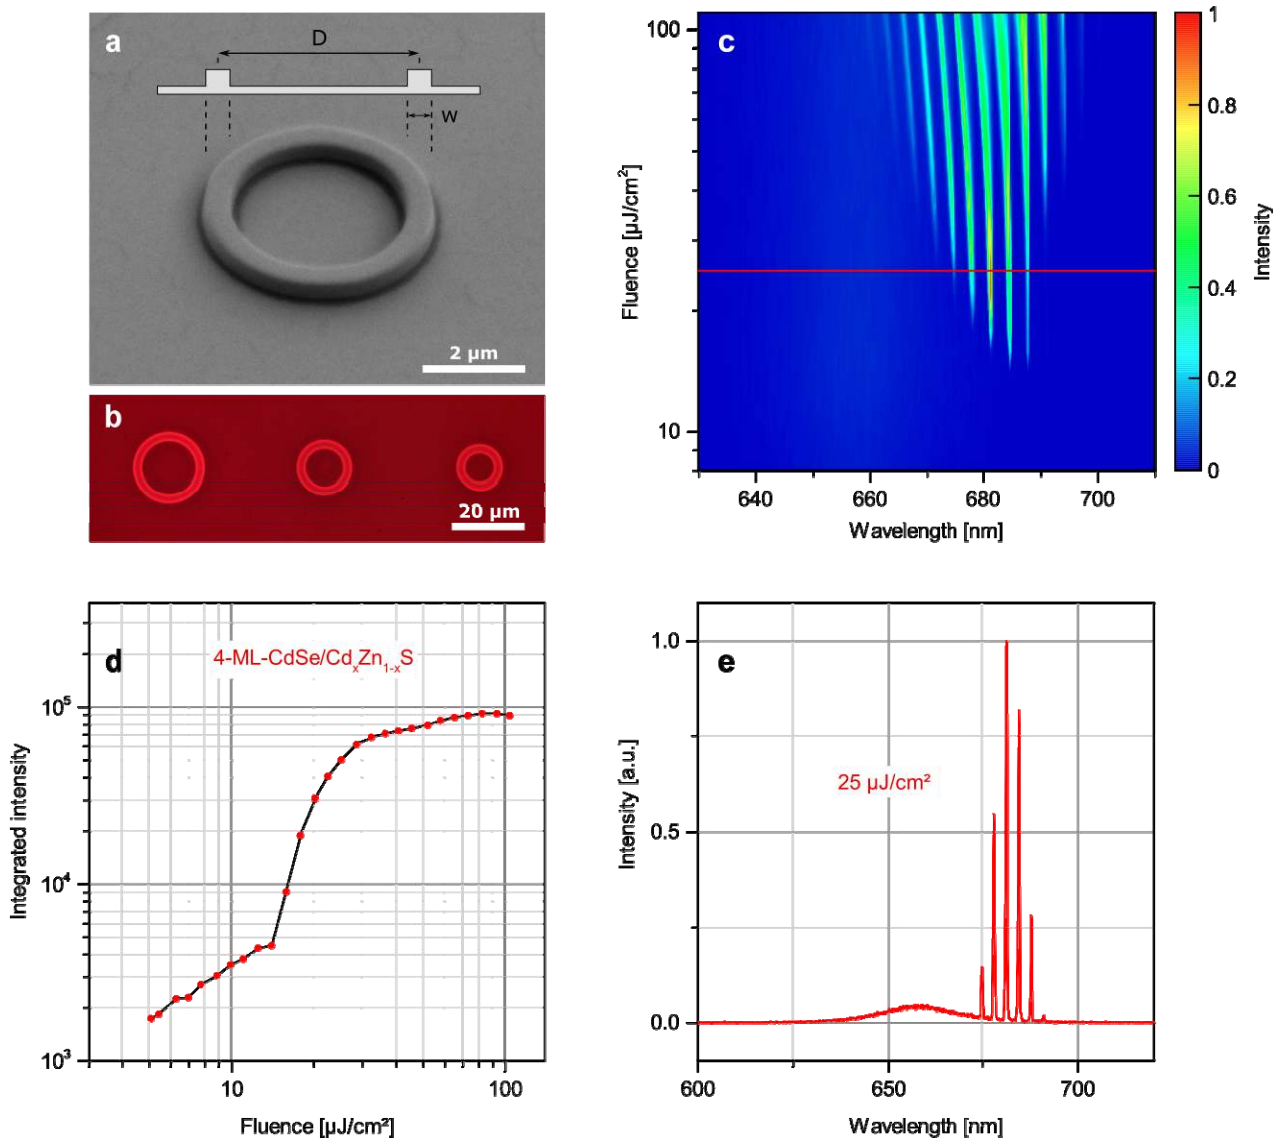 a
D
w
2 µm
b
20 µm
c
100
10
Fluence [µJ/cm²]
640
660
680
700
Wavelength [nm]
1
0.8
0.6
0.4
0.2
0
Intensity
d
4-ML-CdSe/CdₓZn₁₋ₓS
10⁵
10⁴
10³
Integrated intensity
10
100
Fluence [µJ/cm²]
e
25 µJ/cm²
1.0
0.5
0.0
Intensity [a.u.]
600
650
700
Wavelength [nm]